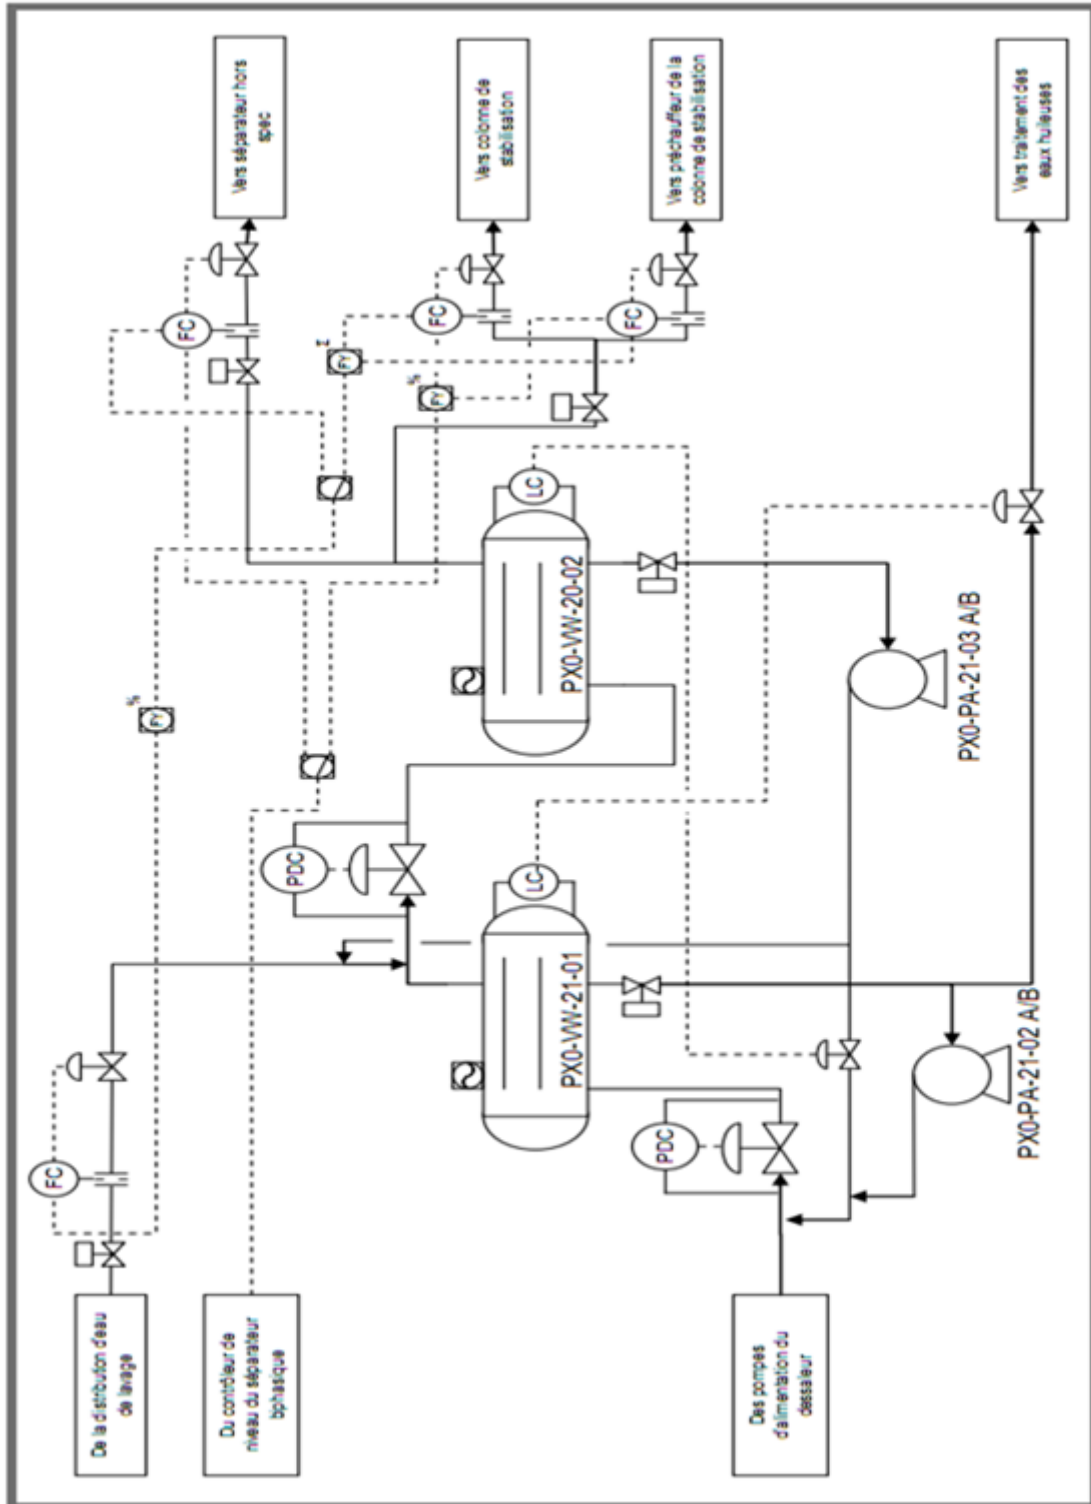 Vers séparateur hors
spec
Vers colonne de
stabilisation
Vers préchauffeur de la
colonne de stabilisation
Vers traitement des
eaux huileuses
FC
FC
FC
FY
Σ
FY
%
LC
PX0-VW-20-02
PX0-PA-21-03 A/B
FY
%
PDC
LC
PX0-VW-21-01
PX0-PA-21-02 A/B
PDC
FC
De la distribution d'eau
de lavage
Du contrôleur de
niveau du séparateur
biphasique
Des pompes
d'alimentation du
dessaleur